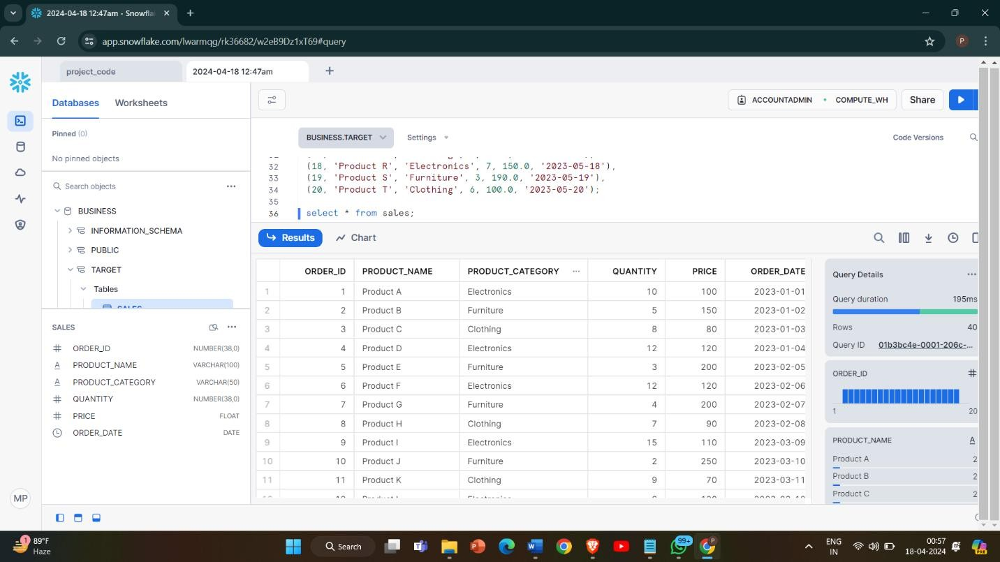 2024-04-18 12:47am - Snowfla
app.snowflake.com/lwarmqg/rk36682/w2eB9Dz1xT69#query
P
project_code
2024-04-18 12:47am
Databases
Worksheets
ACCOUNTADMIN
COMPUTE_WH
Share
Pinned (0)
No pinned objects
BUSINESS.TARGET
Settings
Code Versions
32 (18, 'Product R', 'Electronics', 7, 150.0, '2023-05-18'),
33 (19, 'Product S', 'Furniture', 3, 190.0, '2023-05-19'),
34 (20, 'Product T', 'Clothing', 6, 100.0, '2023-05-20');
35
36 select * from sales;
Search objects
BUSINESS
INFORMATION_SCHEMA
PUBLIC
TARGET
Tables
SALES
Results
Chart
SALES
ORDER_ID NUMBER(38,0)
PRODUCT_NAME VARCHAR(100)
PRODUCT_CATEGORY VARCHAR(50)
QUANTITY NUMBER(38,0)
PRICE FLOAT
ORDER_DATE DATE
MP
ORDER_ID PRODUCT_NAME PRODUCT_CATEGORY ... QUANTITY PRICE ORDER_DATE
1 1 Product A Electronics 10 100 2023-01-01
2 2 Product B Furniture 5 150 2023-01-02
3 3 Product C Clothing 8 80 2023-01-03
4 4 Product D Electronics 12 120 2023-01-04
5 5 Product E Furniture 3 200 2023-02-05
6 6 Product F Electronics 12 120 2023-02-06
7 7 Product G Furniture 4 200 2023-02-07
8 8 Product H Clothing 7 90 2023-02-08
9 9 Product I Electronics 15 110 2023-03-09
10 10 Product J Furniture 2 250 2023-03-10
11 11 Product K Clothing 9 70 2023-03-11
Query Details
Query duration 195ms
Rows 40
Query ID 01b3bc4e-0001-206c-...
ORDER_ID
1 20
PRODUCT_NAME A
Product A 2
Product B 2
Product C 2
1
89°F
Haze
Search
99+
P
ENG
IN
00:57
18-04-2024
PRE